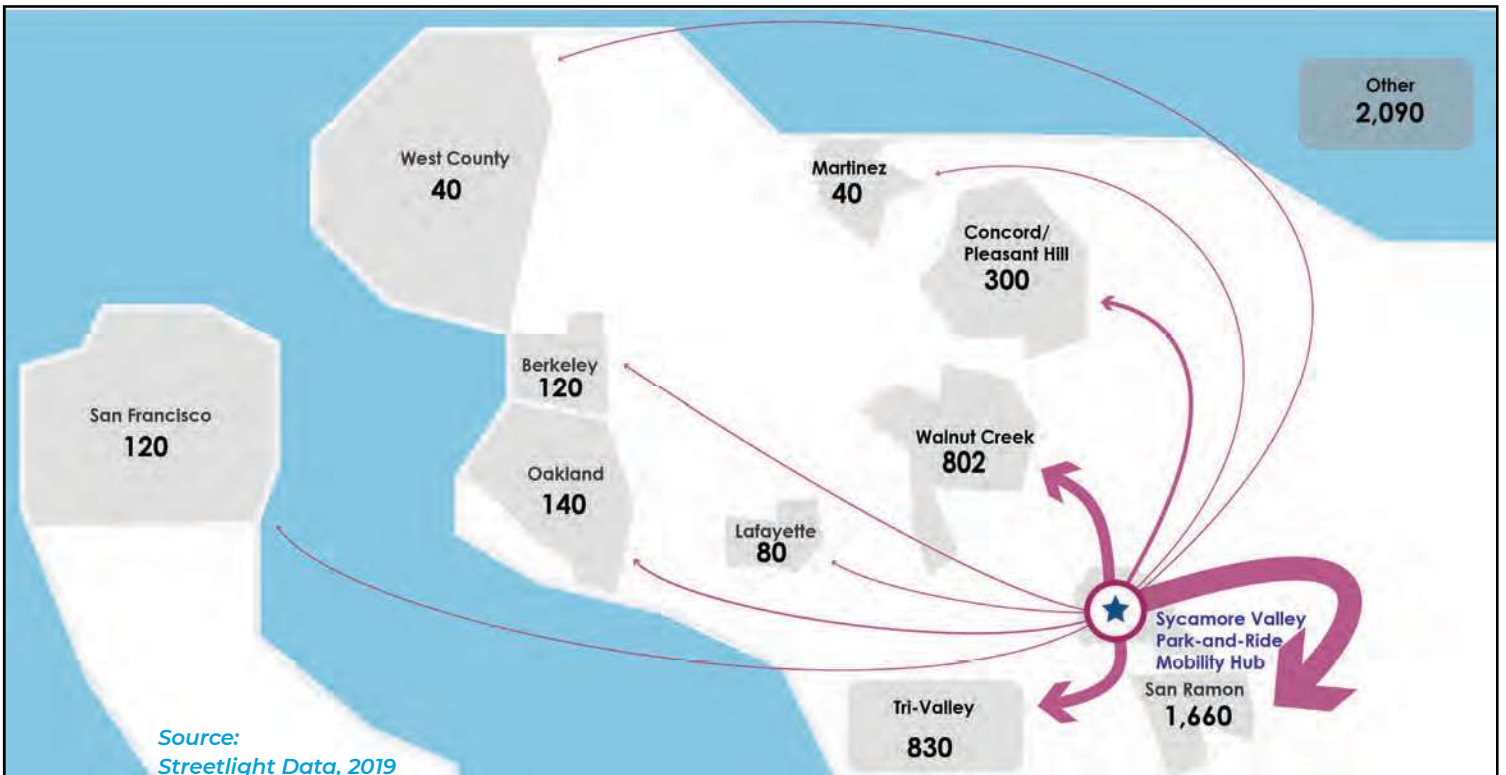 Other
2,090
West County
40
Martinez
40
Concord/
Pleasant Hill
300
Berkeley
120
San Francisco
120
Walnut Creek
802
Oakland
140
Lafayette
80
Sycamore Valley
Park-and-Ride
Mobility Hub
San Ramon
1,660
Tri-Valley
830
Source:
Streetlight Data, 2019